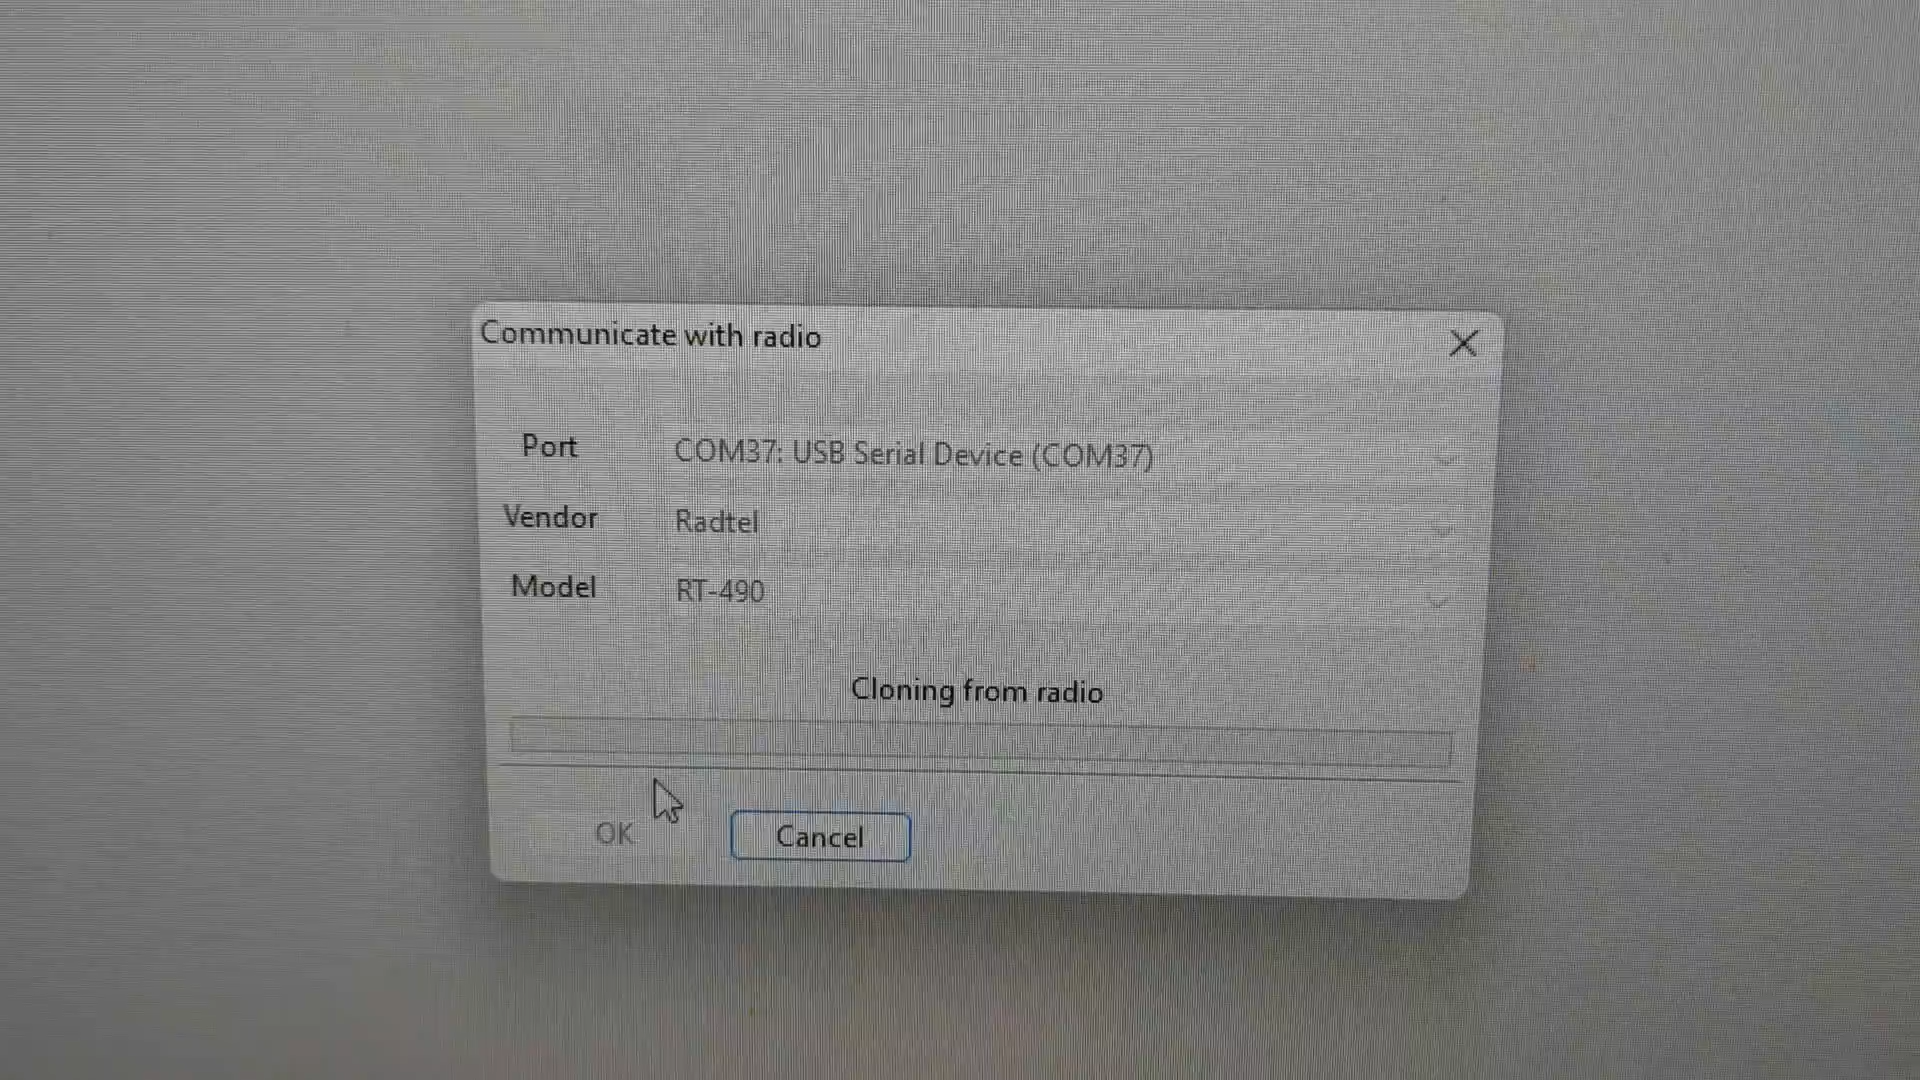 Communicate with radio
Port COM37: USB Serial Device (COM37)
Vendor Radtel
Model RT-490
Cloning from radio
OK Cancel